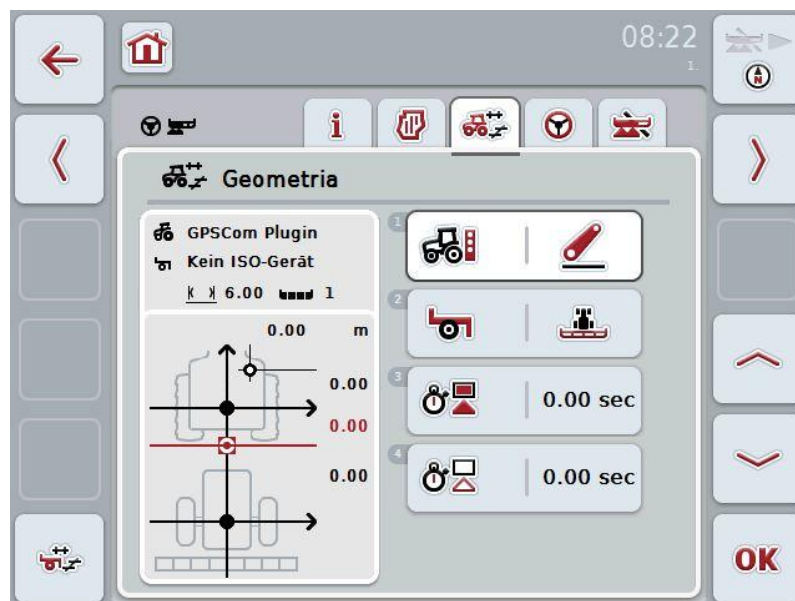 08:22
1.
i
Geometria
GPSCom Plugin
Kein ISO-Gerät
6.00 1
0.00 m
0.00
0.00
0.00
1
2
3
0.00 sec
4
0.00 sec
N
OK